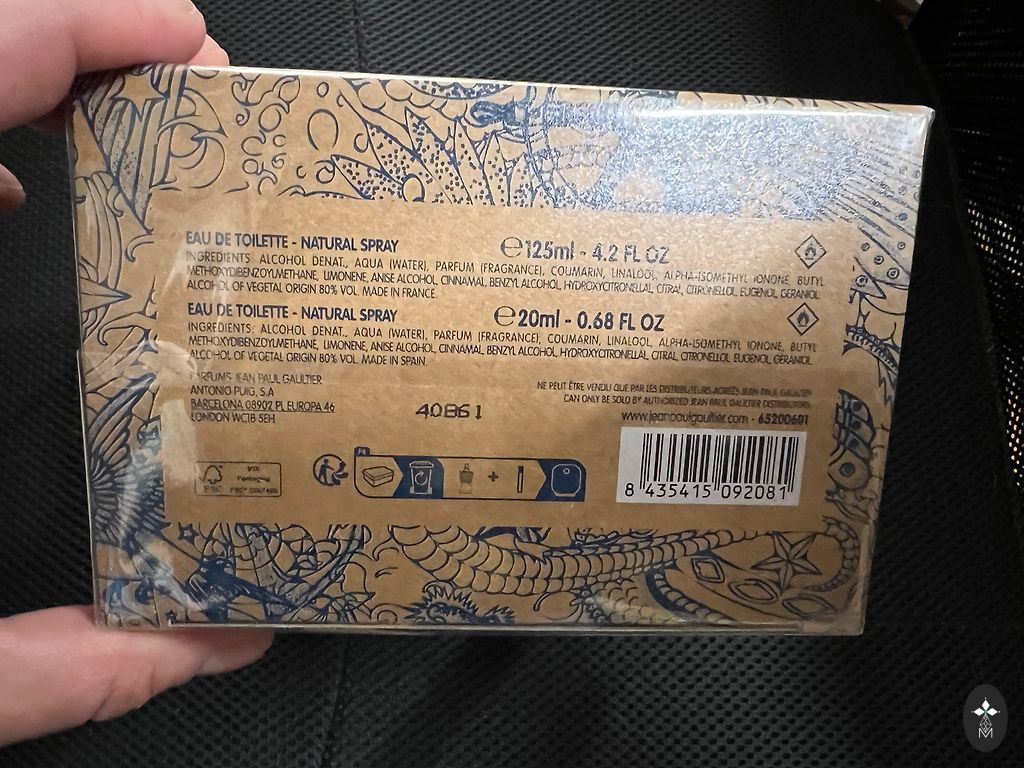 EAU DE TOILETTE - NATURAL SPRAY ℮125ml - 4.2 FL OZ
INGREDIENTS: ALCOHOL DENAT., AQUA (WATER), PARFUM (FRAGRANCE), COUMARIN, LINALOOL, ALPHA-ISOMETHYL IONONE, BUTYL
METHOXYDIBENZOYLMETHANE, LIMONENE, ANISE ALCOHOL, CINNAMAL, BENZYL ALCOHOL, HYDROXYCITRONELLAL, CITRAL, CITRONELLOL, EUGENOL, GERANIOL.
ALCOHOL OF VEGETAL ORIGIN 80% VOL. MADE IN FRANCE.
EAU DE TOILETTE - NATURAL SPRAY ℮20ml - 0.68 FL OZ
INGREDIENTS: ALCOHOL DENAT., AQUA (WATER), PARFUM (FRAGRANCE), COUMARIN, LINALOOL, ALPHA-ISOMETHYL IONONE, BUTYL
METHOXYDIBENZOYLMETHANE, LIMONENE, ANISE ALCOHOL, CINNAMAL, BENZYL ALCOHOL, HYDROXYCITRONELLAL, CITRAL, CITRONELLOL, EUGENOL, GERANIOL.
ALCOHOL OF VEGETAL ORIGIN 80% VOL. MADE IN SPAIN.
PARFUMS JEAN PAUL GAULTIER
ANTONIO PUIG, S.A
BARCELONA 08902 PL EUROPA 46
LONDON WC1B 5EH
40B61
NE PEUT ÊTRE VENDU QUE PAR LES DISTRIBUTEURS AGRÉÉS JEAN PAUL GAULTIER
CAN ONLY BE SOLD BY AUTHORIZED JEAN PAUL GAULTIER DISTRIBUTORS
www.jeanpaulgaultier.com - 65200601
FSC
MIX
Packaging
FR
+
8 435415 092081
M